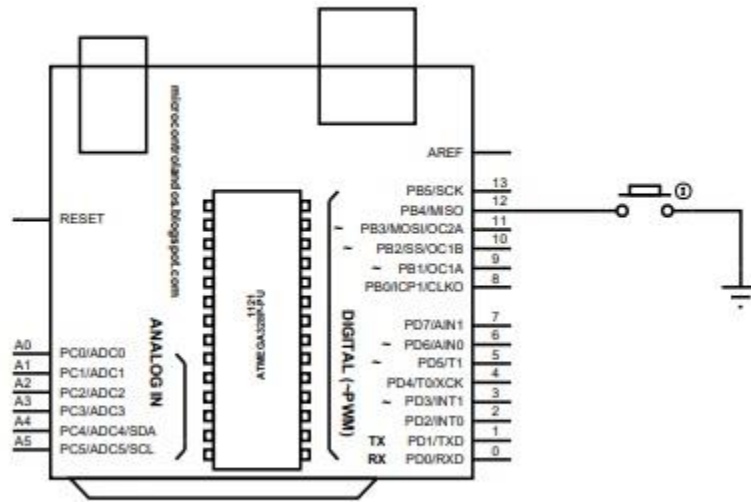 microcontrolandos.blogspot.com
AREF
RESET
PB5/SCK 13
PB4/MISO 12
~ PB3/MOSI/OC2A 11
~ PB2/SS/OC1B 10
~ PB1/OC1A 9
PB0/ICP1/CLKO 8
1121
ATMEGA328P-PU
DIGITAL (~PWM)
ANALOG IN
PD7/AIN1 7
~ PD6/AIN0 6
~ PD5/T1 5
PD4/T0/XCK 4
~ PD3/INT1 3
PD2/INT0 2
TX PD1/TXD 1
RX PD0/RXD 0
A0 PC0/ADC0
A1 PC1/ADC1
A2 PC2/ADC2
A3 PC3/ADC3
A4 PC4/ADC4/SDA
A5 PC5/ADC5/SCL